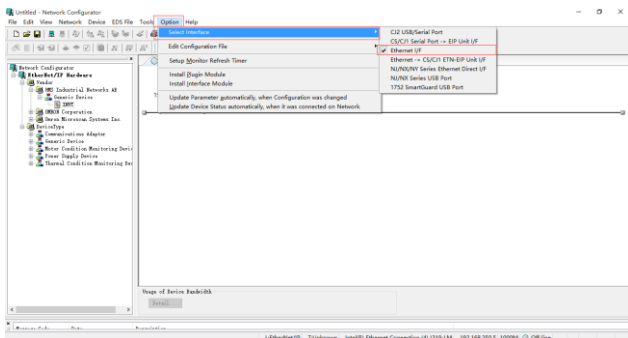 Untitled - Network Configurator
File Edit View Network Device EDS File Tools Option Help
Select Interface
Edit Configuration File
Setup Monitor Refresh Timer
Install Plugin Module
Install Interface Module
Update Parameter automatically, when Configuration was changed
Update Device Status automatically, when it was connected on Network
CJ2 USB/Serial Port
CS/CJ1 Serial Port -> EIP Unit I/F
Ethernet I/F
Ethernet -> CS/CJ1 ETN-EIP Unit I/F
NJ/NX/NY Series Ethernet Direct I/F
NJ/NX Series USB Port
1752 SmartGuard USB Port
Network Configurator
EtherNet/IP Hardware
Vendor
HMS Industrial Networks AB
Generic Device
OMRON Corporation
Omron Microscan Systems Inc.
DeviceType
Communications Adapter
Generic Device
Motor Condition Monitoring Devi
Power Supply Device
Thermal Condition Monitoring De
Usage of Device Bandwidth
Detail...